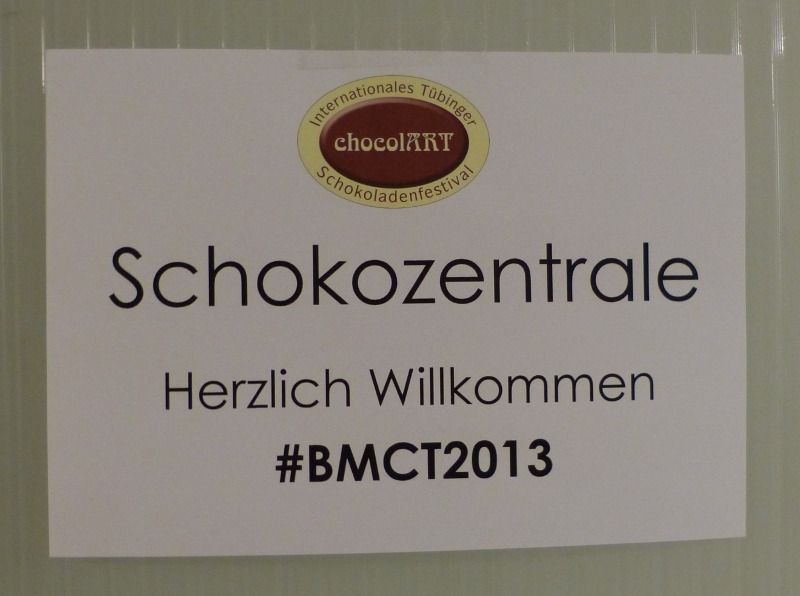 Internationales Tübinger
chocolART
Schokoladenfestival
Schokozentrale
Herzlich Willkommen
#BMCT2013